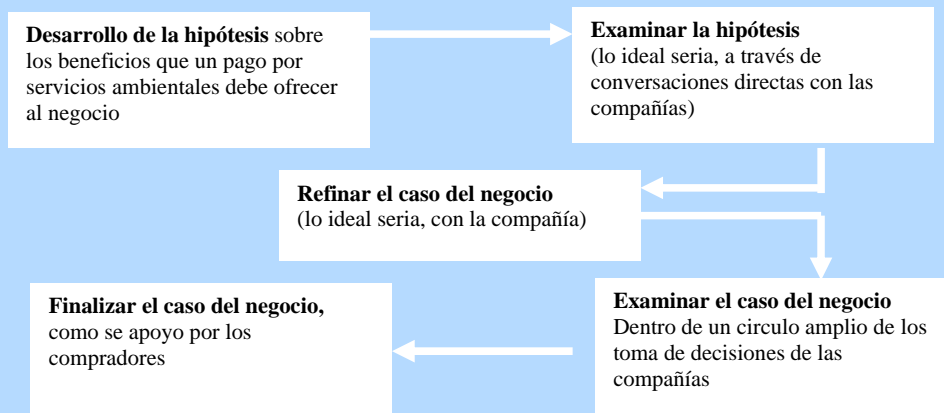 Desarrollo de la hipótesis sobre
los beneficios que un pago por
servicios ambientales debe ofrecer
al negocio
Examinar la hipótesis
(lo ideal seria, a través de
conversaciones directas con las
compañías)
Refinar el caso del negocio
(lo ideal seria, con la compañía)
Examinar el caso del negocio
Dentro de un circulo amplio de los
toma de decisiones de las
compañías
Finalizar el caso del negocio,
como se apoyo por los
compradores